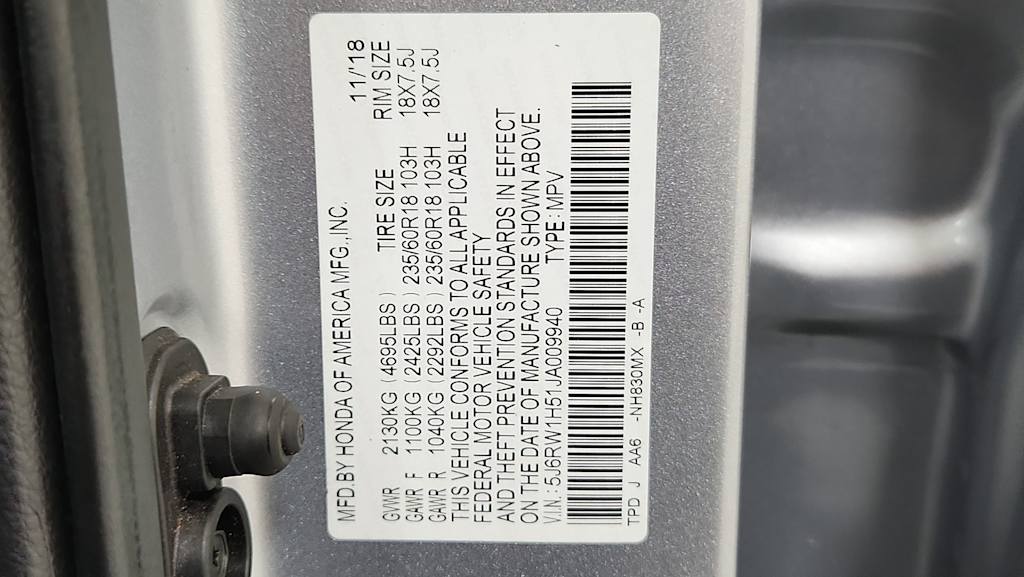 MFD.BY HONDA OF AMERICA MFG.,INC. 11/'18
GVWR 2130KG (4695LBS) TIRE SIZE RIM SIZE
GAWR F 1100KG (2425LBS) 235/60R18 103H 18X7.5J
GAWR R 1040KG (2292LBS) 235/60R18 103H 18X7.5J
THIS VEHICLE CONFORMS TO ALL APPLICABLE
FEDERAL MOTOR VEHICLE SAFETY
AND THEFT PREVENTION STANDARDS IN EFFECT
ON THE DATE OF MANUFACTURE SHOWN ABOVE.
V.I.N.:5J6RW1H51JA009940 TYPE:MPV
TPD J AA6 -NH830MX -B -A